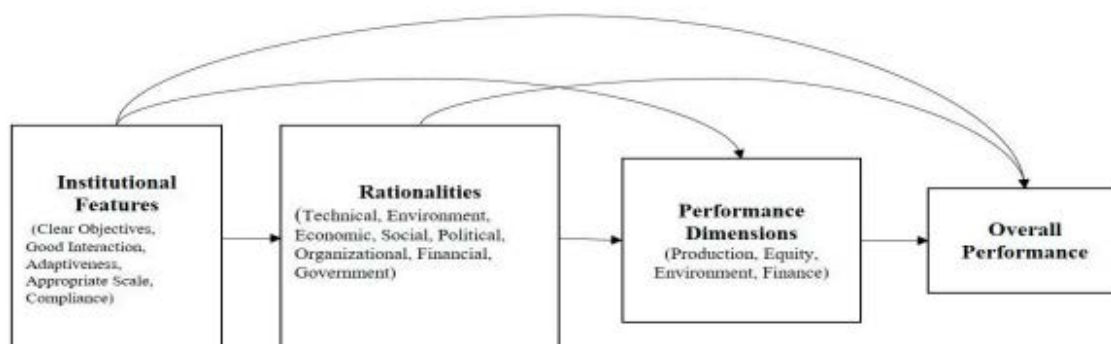 Institutional
Features
(Clear Objectives,
Good Interaction,
Adaptiveness,
Appropriate Scale,
Compliance)
Rationalities
(Technical, Environment,
Economic, Social, Political,
Organizational, Financial,
Government)
Performance
Dimensions
(Production, Equity,
Environment, Finance)
Overall
Performance